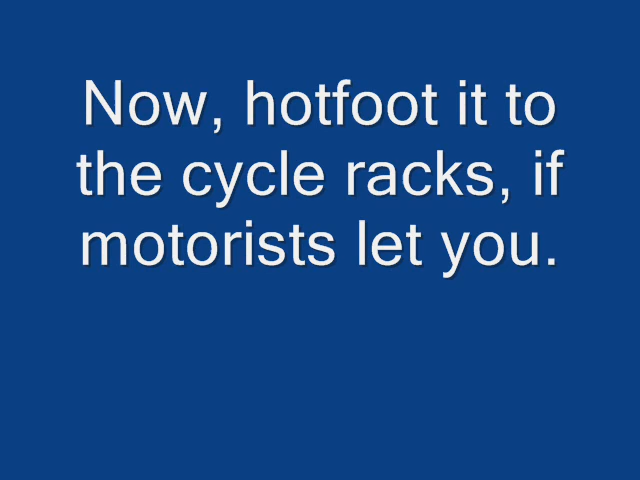 Now, hotfoot it to
the cycle racks, if
motorists let you.